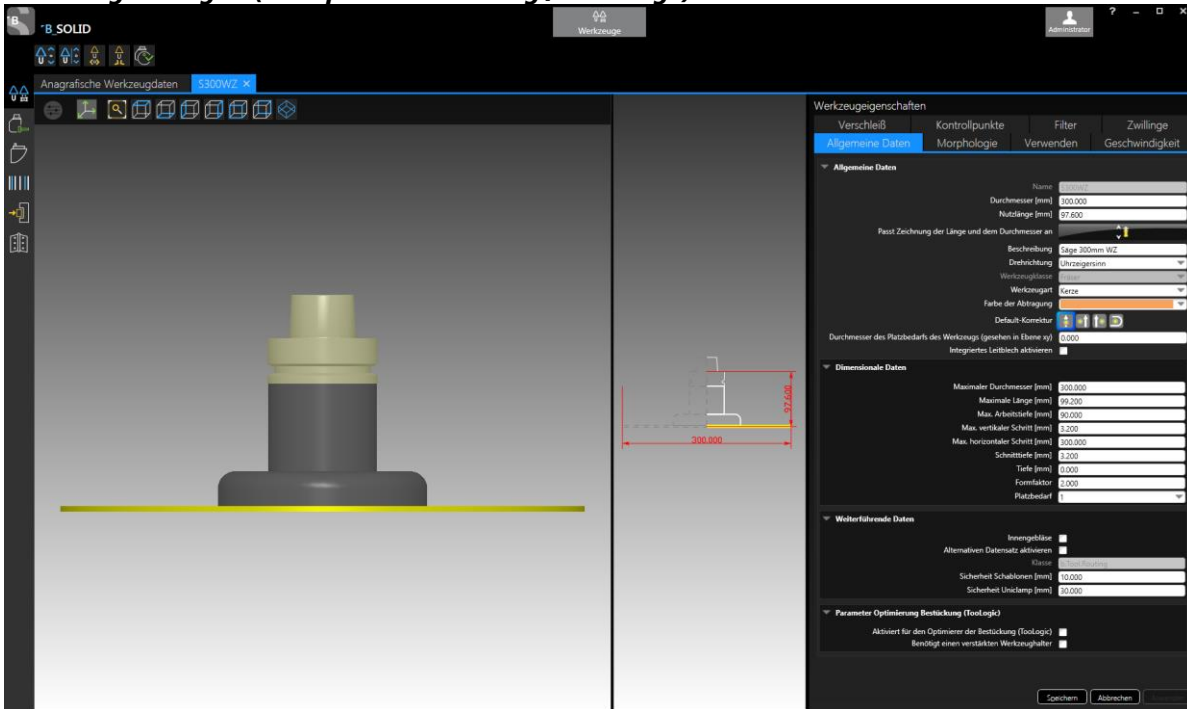 B_SOLID
Werkzeuge
Administrator
?
Anagrafische Werkzeugdaten
S300WZ ×
Werkzeugeigenschaften
Verschleiß Kontrollpunkte Filter Zwillinge
Allgemeine Daten Morphologie Verwenden Geschwindigkeit
Allgemeine Daten
Name S300WZ
Durchmesser [mm] 300.000
Nutzlänge [mm] 97.600
Passt Zeichnung der Länge und dem Durchmesser an
Beschreibung Säge 300mm WZ
Drehrichtung Uhrzeigersinn
Werkzeugklasse Fräser
Werkzeugart Kerze
Farbe der Abtragung
Default-Korrektur
Durchmesser des Platzbedarfs des Werkzeugs (gesehen in Ebene xy) 0.000
Integriertes Leitblech aktivieren
Dimensionale Daten
Maximaler Durchmesser [mm] 300.000
Maximale Länge [mm] 99.200
Max. Arbeitstiefe [mm] 90.000
Max. vertikaler Schritt [mm] 3.200
Max. horizontaler Schritt [mm] 300.000
Schnitttiefe [mm] 3.200
Tiefe [mm] 0.000
Formfaktor 2.000
Platzbedarf 1
Weiterführende Daten
Innengebläse
Alternativen Datensatz aktivieren
Klasse
Sicherheit Schablonen [mm] 10.000
Sicherheit Uniclamp [mm] 30.000
Parameter Optimierung Bestückung (TooLogic)
Aktiviert für den Optimierer der Bestückung (TooLogic)
Benötigt einen verstärkten Werkzeughalter
Speichern Abbrechen
97.600
300.000